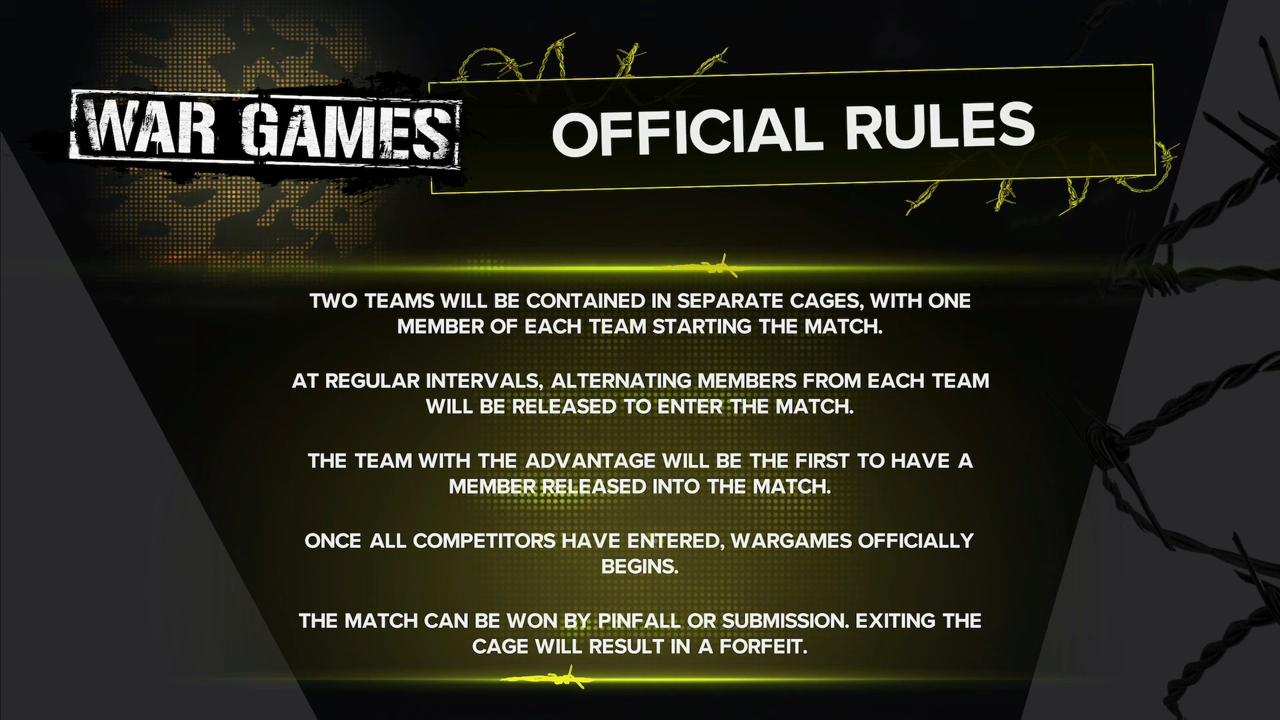 WAR GAMES
OFFICIAL RULES
TWO TEAMS WILL BE CONTAINED IN SEPARATE CAGES, WITH ONE
MEMBER OF EACH TEAM STARTING THE MATCH.
AT REGULAR INTERVALS, ALTERNATING MEMBERS FROM EACH TEAM
WILL BE RELEASED TO ENTER THE MATCH.
THE TEAM WITH THE ADVANTAGE WILL BE THE FIRST TO HAVE A
MEMBER RELEASED INTO THE MATCH.
ONCE ALL COMPETITORS HAVE ENTERED, WARGAMES OFFICIALLY
BEGINS.
THE MATCH CAN BE WON BY PINFALL OR SUBMISSION. EXITING THE
CAGE WILL RESULT IN A FORFEIT.